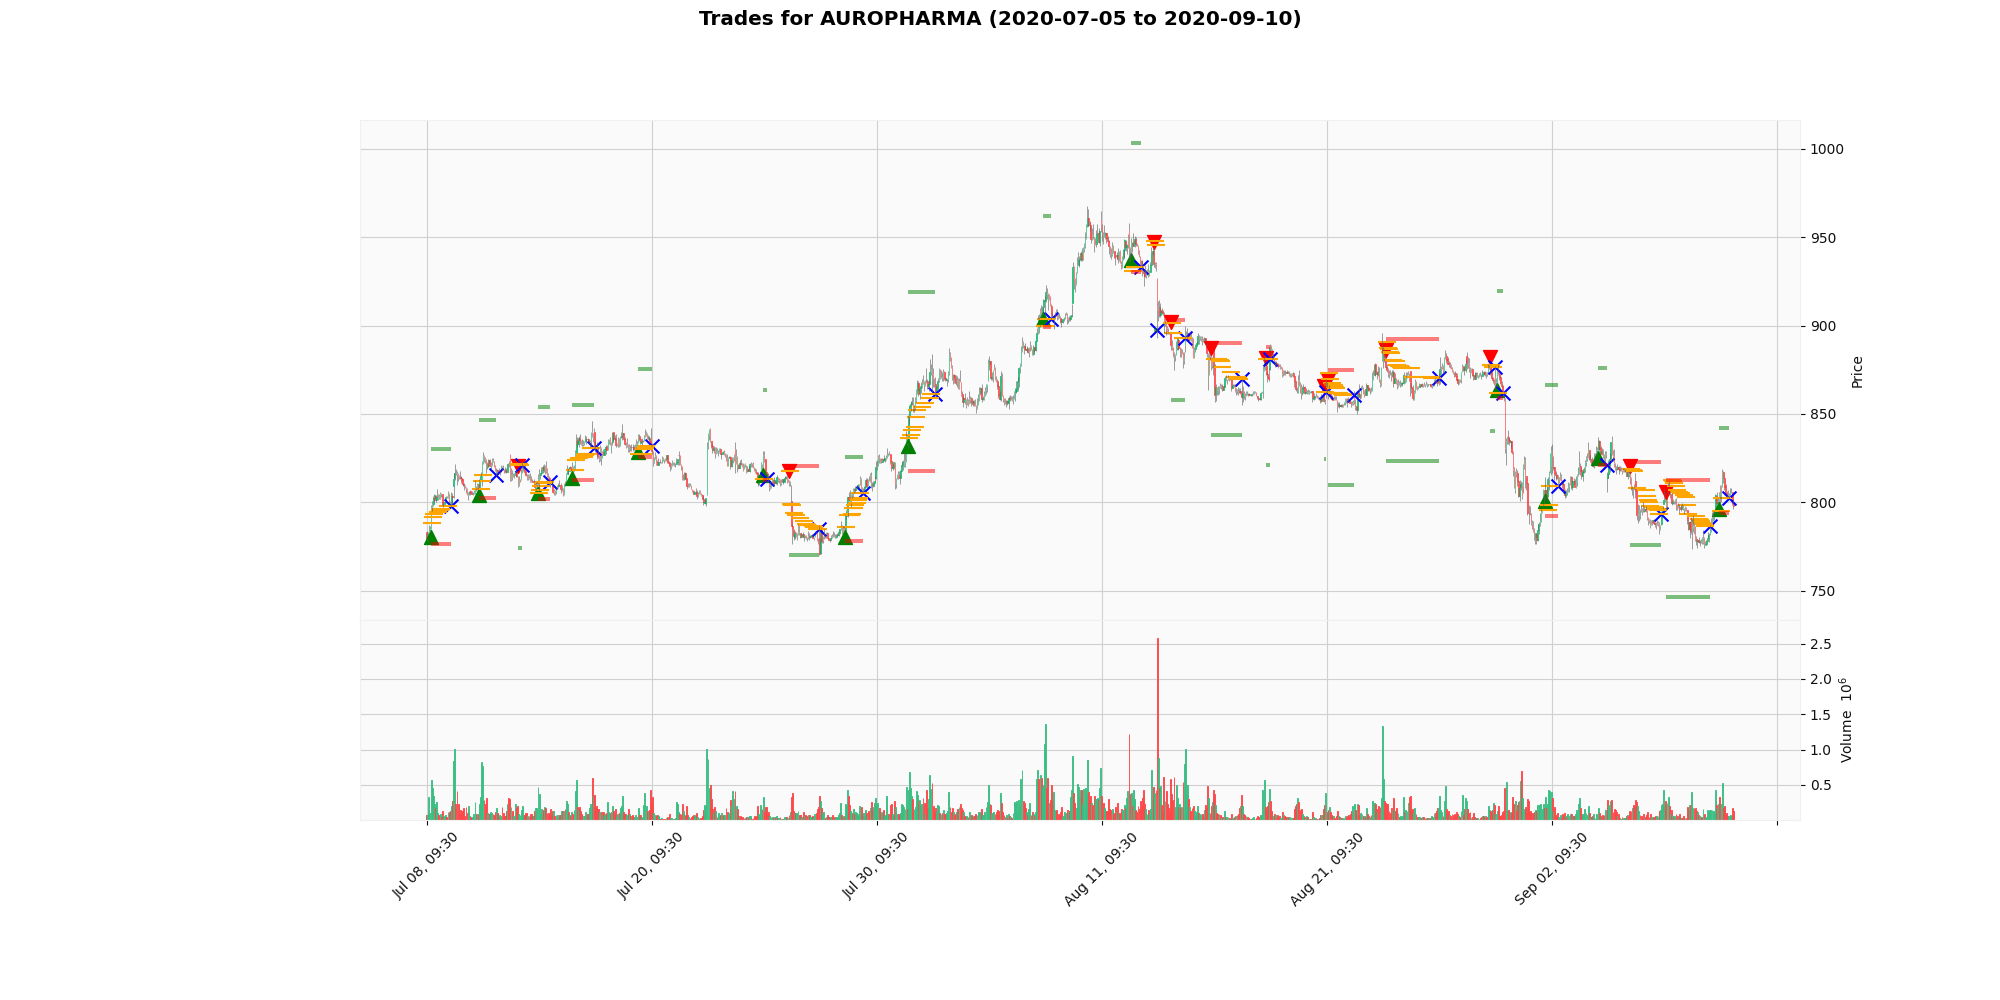 Trades for AUROPHARMA (2020-07-05 to 2020-09-10)
1000
950
900
850
800
750
Price
2.5
2.0
1.5
1.0
0.5
Volume 10⁶
Jul 08, 09:30
Jul 20, 09:30
Jul 30, 09:30
Aug 11, 09:30
Aug 21, 09:30
Sep 02, 09:30